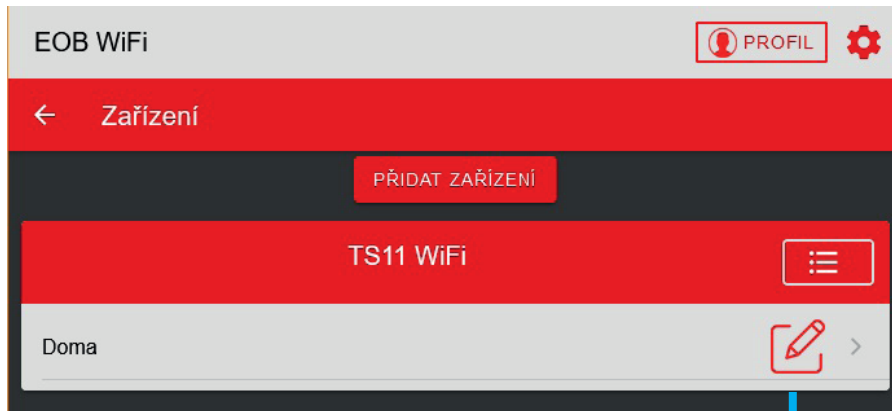 EOB WiFi
PROFIL
Zařízení
PŘIDAT ZAŘÍZENÍ
TS11 WiFi
Doma